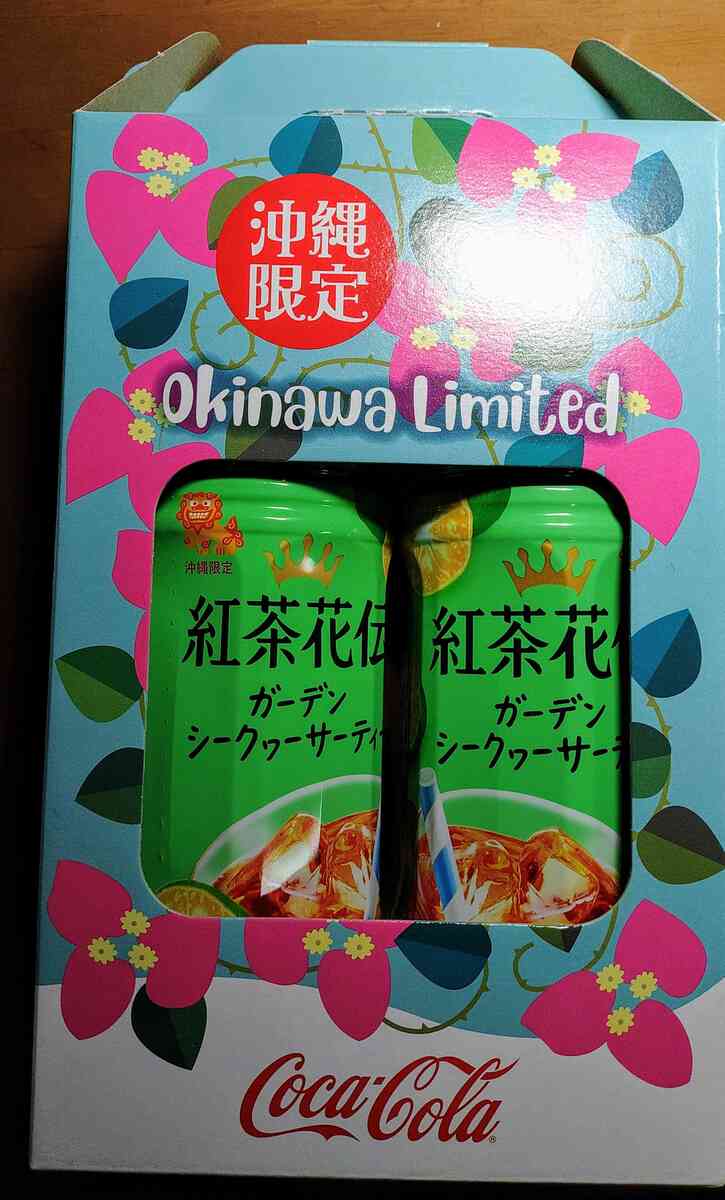 沖縄
限定
Okinawa Limited
沖縄限定
紅茶花伝
ガーデン
シークヮーサーティ
紅茶花
ガーデン
シークヮーサーテ
Coca-Cola
®